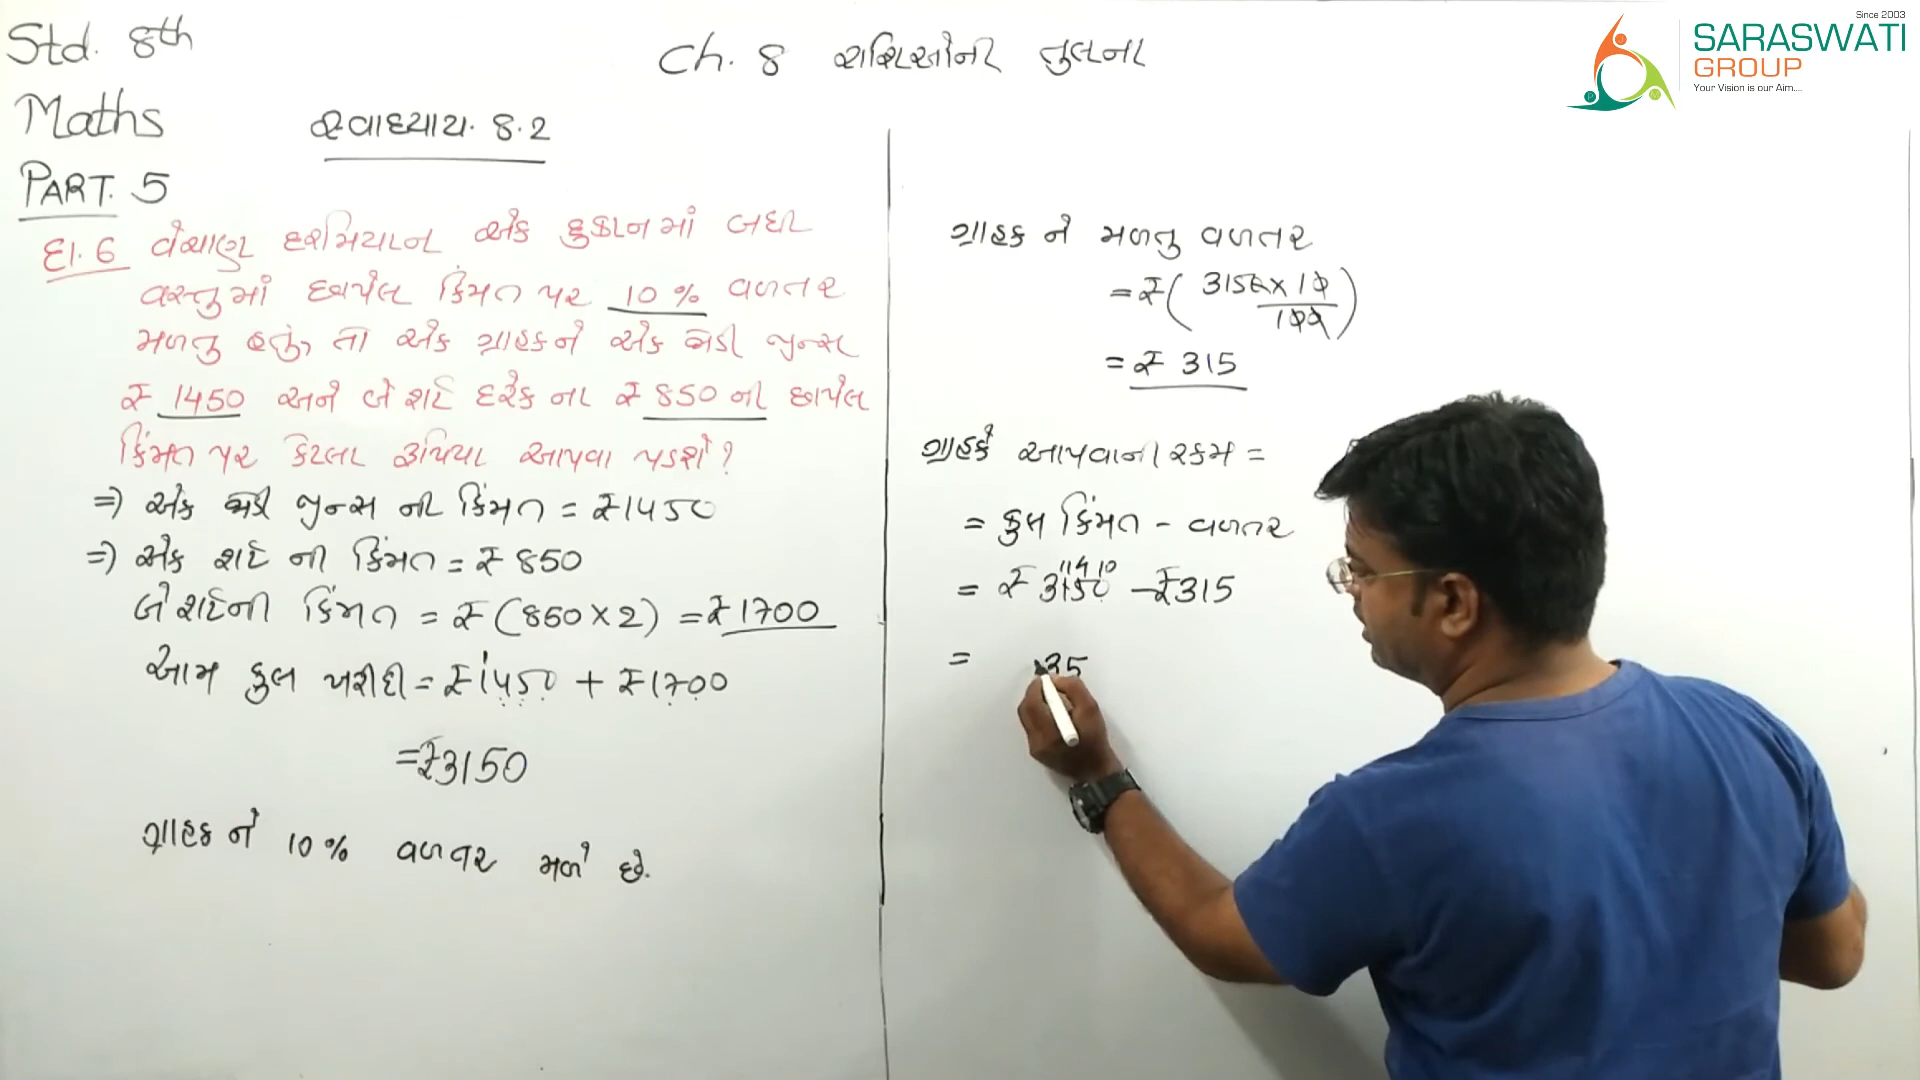 Std. 8th
Ch. 8 રાશિઓની તુલના
Since 2003
SARASWATI
GROUP
Your Vision is our Aim....
Maths
સ્વાધ્યાય. 8.2
PART. 5
દા.6 વેચાણ દરમિયાન એક દુકાનમાં બધી
વસ્તુમાં છાપેલ કિંમત પર 10% વળતર
મળતુ હતું, તો એક ગ્રાહકને એક જોડી જીન્સ
₹ 1450 અને બે શર્ટ દરેક ના ₹ 850 ની છાપેલ
કિંમત પર કેટલા રૂપિયા આપવા પડશે?
⇒ એક જોડી જીન્સ ની કિંમત = ₹1450
⇒ એક શર્ટ ની કિંમત = ₹ 850
બે શર્ટની કિંમત = ₹ (850 × 2) = ₹1700
આમ કુલ ખરીદી = ₹1450 + ₹1700
=₹3150
ગ્રાહક ને 10% વળતર મળે છે.
ગ્રાહક ને મળતુ વળતર
= ₹ ( 3150 × 10 / 100 )
= ₹ 315
ગ્રાહકે આપવાની રકમ =
= કુલ કિંમત - વળતર
11 4 10
= ₹ 3150 - ₹315
= 35